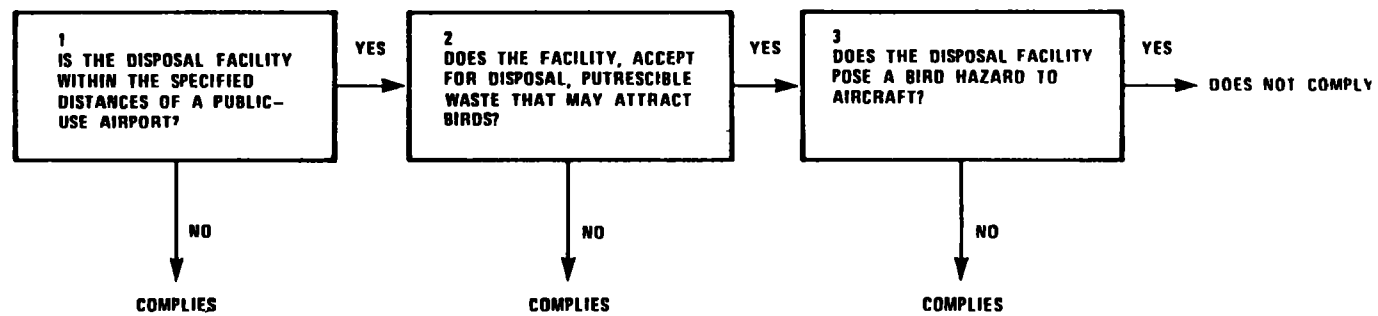 1
IS THE DISPOSAL FACILITY
WITHIN THE SPECIFIED
DISTANCES OF A PUBLIC–
USE AIRPORT?
YES
2
DOES THE FACILITY, ACCEPT
FOR DISPOSAL, PUTRESCIBLE
WASTE THAT MAY ATTRACT
BIRDS?
YES
3
DOES THE DISPOSAL FACILITY
POSE A BIRD HAZARD TO
AIRCRAFT?
YES
DOES NOT COMPLY
NO
NO
NO
COMPLIES
COMPLIES
COMPLIES